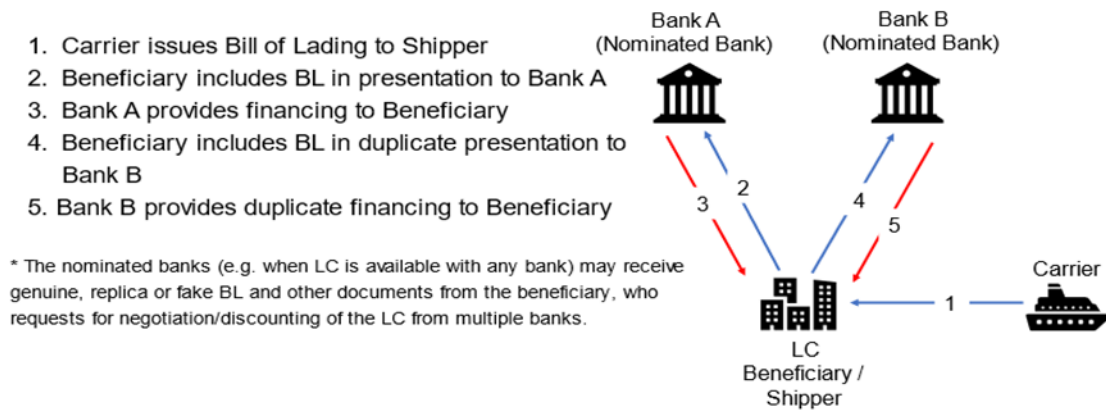 1. Carrier issues Bill of Lading to Shipper
2. Beneficiary includes BL in presentation to Bank A
3. Bank A provides financing to Beneficiary
4. Beneficiary includes BL in duplicate presentation to
Bank B
5. Bank B provides duplicate financing to Beneficiary
* The nominated banks (e.g. when LC is available with any bank) may receive
genuine, replica or fake BL and other documents from the beneficiary, who
requests for negotiation/discounting of the LC from multiple banks.
Bank A
(Nominated Bank)
Bank B
(Nominated Bank)
2
3
4
5
Carrier
1
LC
Beneficiary /
Shipper